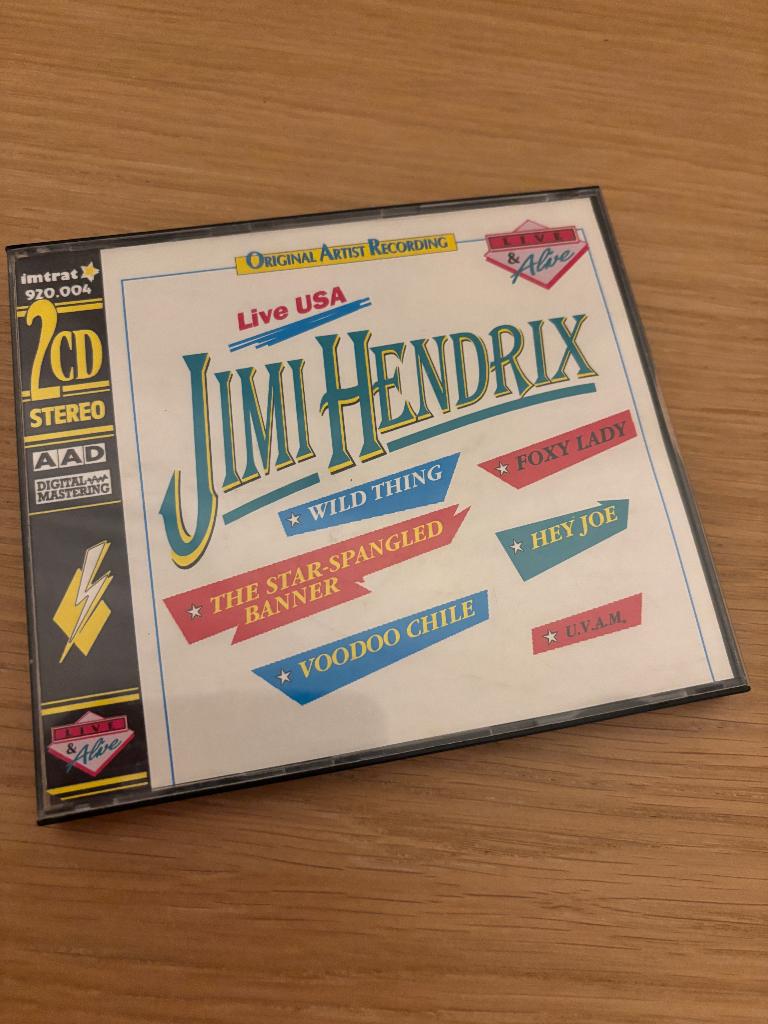 imtrat
920.004
2CD
STEREO
AAD
DIGITAL
MASTERING
LIVE
& Alive
ORIGINAL ARTIST RECORDING
LIVE
& Alive
Live USA
JIMI HENDRIX
WILD THING
FOXY LADY
THE STAR-SPANGLED
BANNER
HEY JOE
VOODOO CHILE
U.V.A.M.